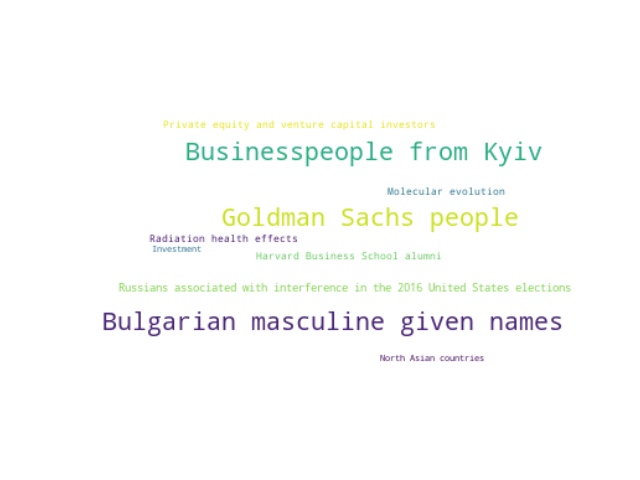 Private equity and venture capital investors
Businesspeople from Kyiv
Molecular evolution
Goldman Sachs people
Radiation health effects
Investment
Harvard Business School alumni
Russians associated with interference in the 2016 United States elections
Bulgarian masculine given names
North Asian countries